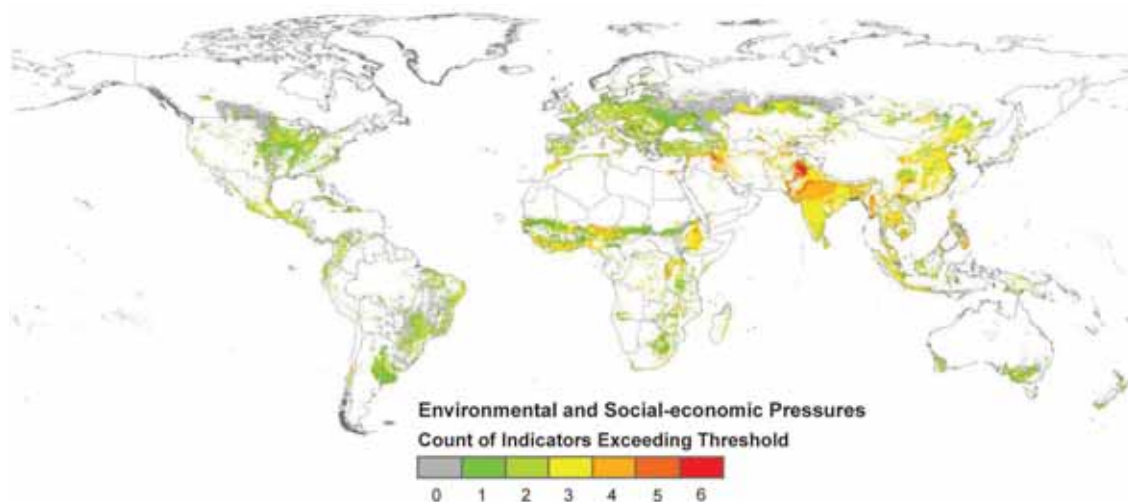 Environmental and Social-economic Pressures
Count of Indicators Exceeding Threshold
0 1 2 3 4 5 6